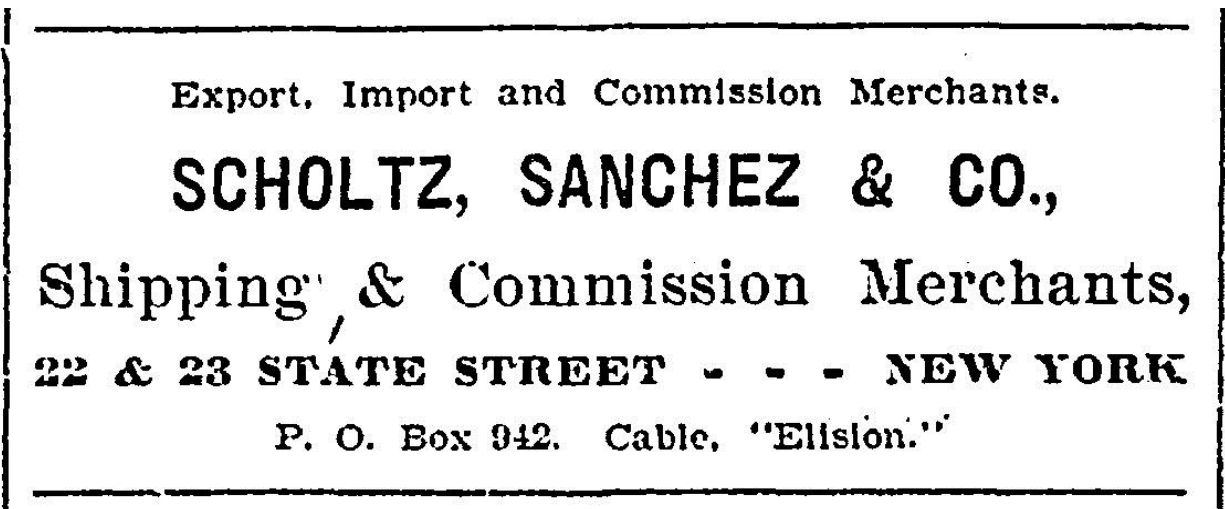 Export, Import and Commission Merchants.
SCHOLTZ, SANCHEZ & CO.,
Shipping & Commission Merchants,
22 & 23 STATE STREET - - - NEW YORK
P. O. Box 942. Cable, "Elision."